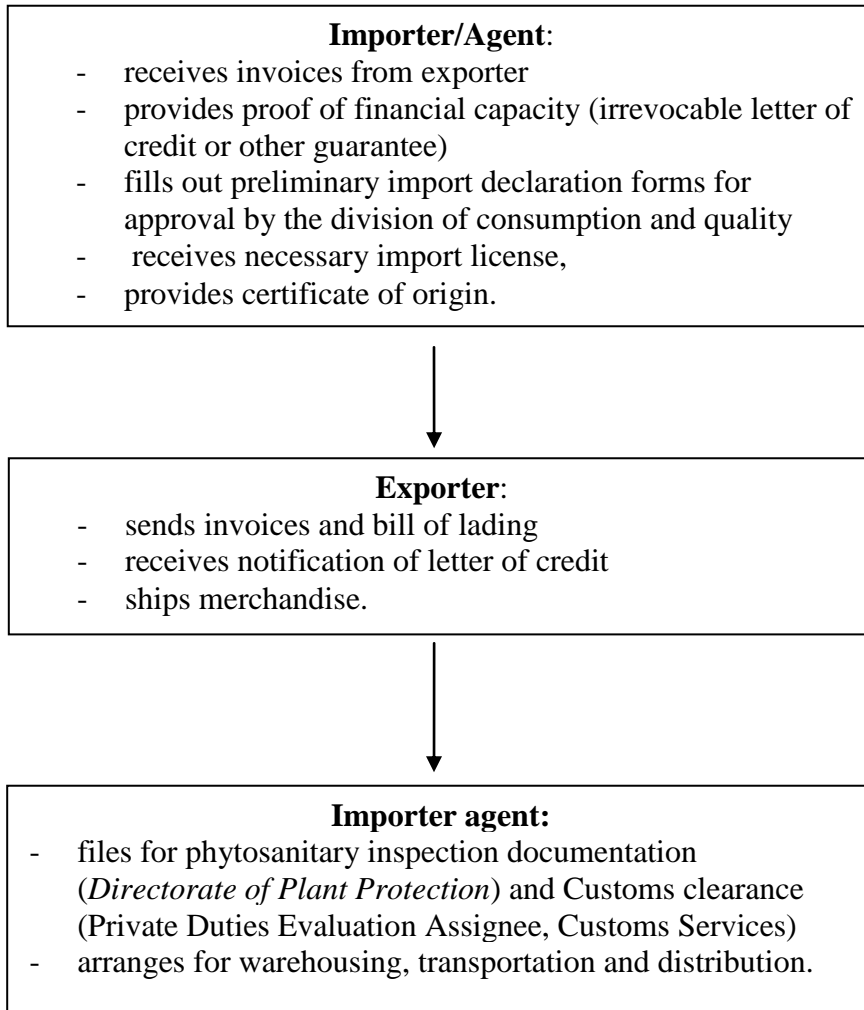 Importer/Agent:
- receives invoices from exporter
- provides proof of financial capacity (irrevocable letter of
credit or other guarantee)
- fills out preliminary import declaration forms for
approval by the division of consumption and quality
- receives necessary import license,
- provides certificate of origin.
Exporter:
- sends invoices and bill of lading
- receives notification of letter of credit
- ships merchandise.
Importer agent:
- files for phytosanitary inspection documentation
(Directorate of Plant Protection) and Customs clearance
(Private Duties Evaluation Assignee, Customs Services)
- arranges for warehousing, transportation and distribution.